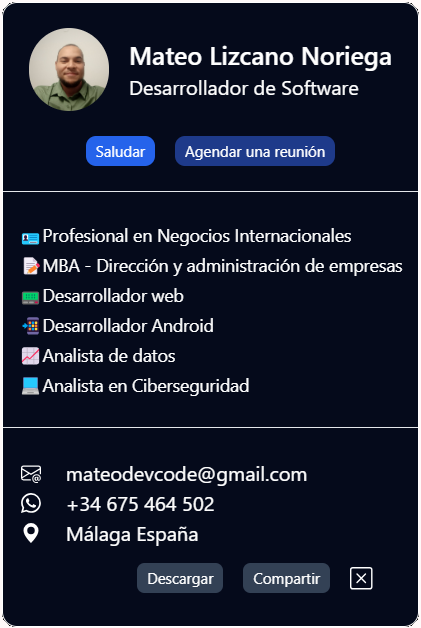 Mateo Lizcano Noriega
Desarrollador de Software
Saludar
Agendar una reunión
Profesional en Negocios Internacionales
MBA - Dirección y administración de empresas
Desarrollador web
Desarrollador Android
Analista de datos
Analista en Ciberseguridad
mateodevcode@gmail.com
+34 675 464 502
Málaga España
Descargar
Compartir